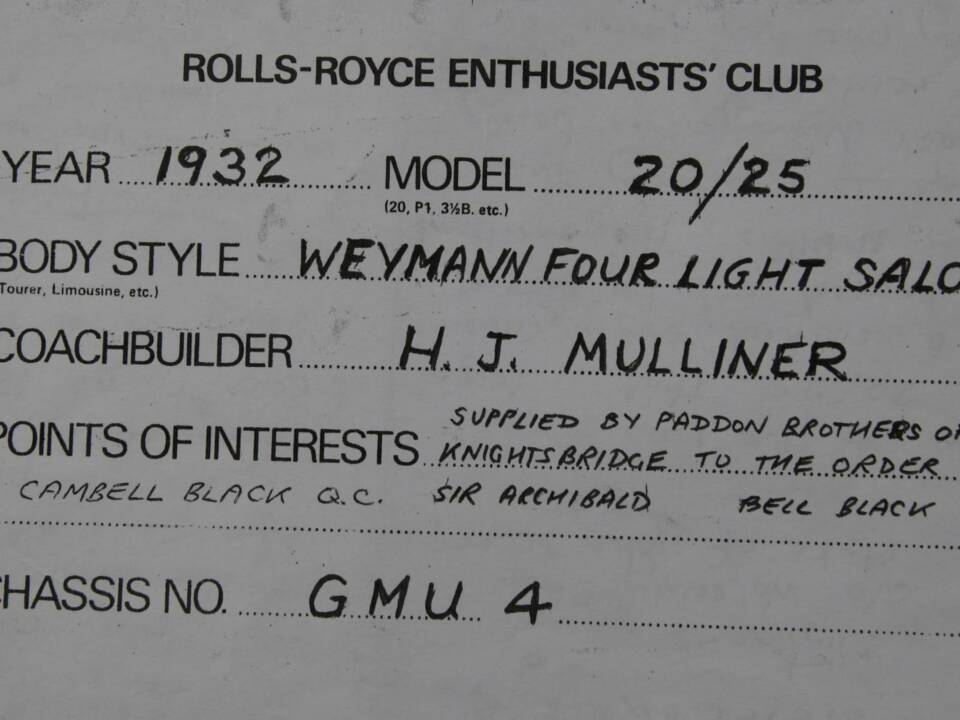 ROLLS-ROYCE ENTHUSIASTS' CLUB
YEAR 1932 MODEL 20/25
(20, P1, 3½B. etc.)
BODY STYLE WEYMANN FOUR LIGHT SALO
Tourer, Limousine, etc.)
COACHBUILDER H. J. MULLINER
POINTS OF INTERESTS SUPPLIED BY PADDON BROTHERS OF
KNIGHTSBRIDGE TO THE ORDER
CAMBELL BLACK Q.C. SIR ARCHIBALD BELL BLACK
CHASSIS NO. GMU 4